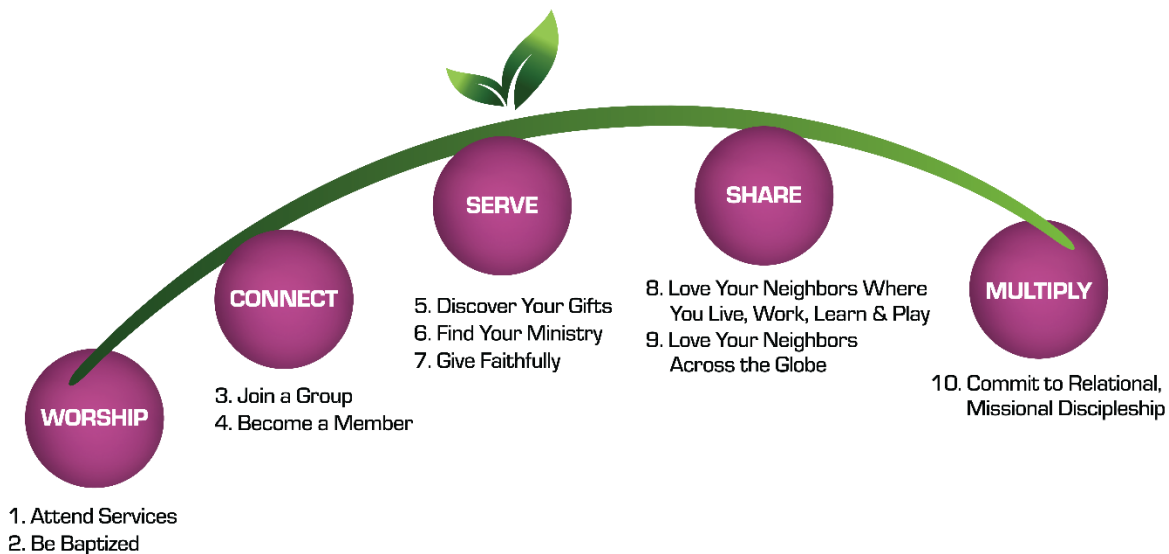 WORSHIP
1. Attend Services
2. Be Baptized
CONNECT
3. Join a Group
4. Become a Member
SERVE
5. Discover Your Gifts
6. Find Your Ministry
7. Give Faithfully
SHARE
8. Love Your Neighbors Where
You Live, Work, Learn & Play
9. Love Your Neighbors
Across the Globe
MULTIPLY
10. Commit to Relational,
Missional Discipleship